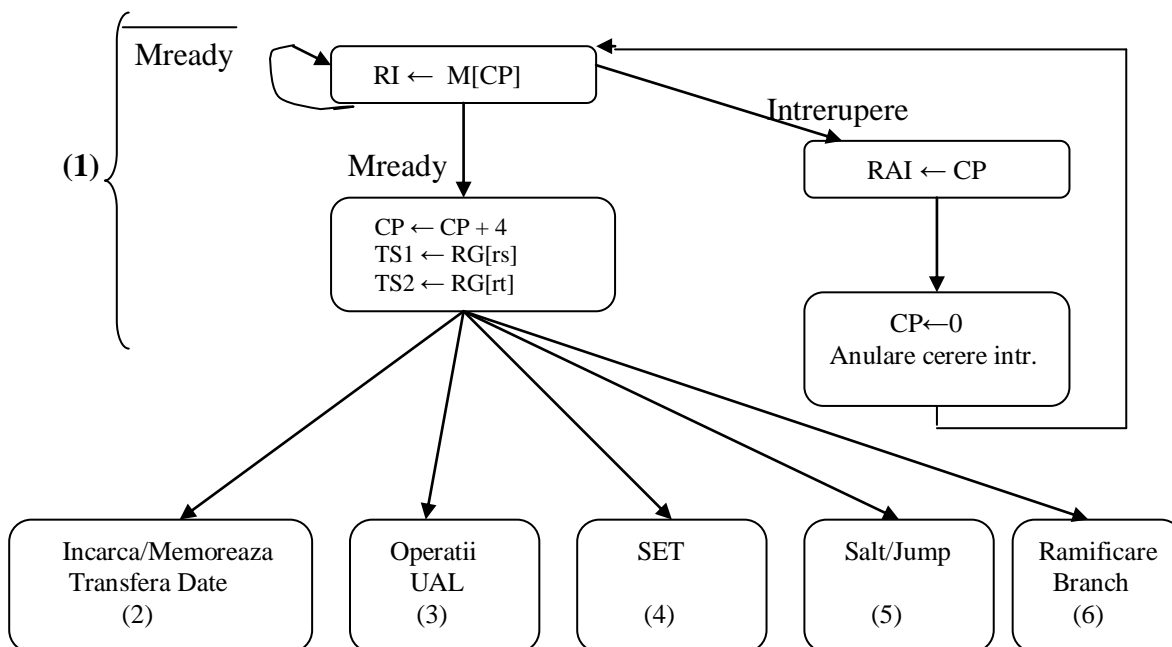 Mready
RI ← M[CP]
Intrerupere
(1)
Mready
RAI ← CP
CP ← CP + 4
TS1 ← RG[rs]
TS2 ← RG[rt]
CP←0
Anulare cerere intr.
Incarca/Memoreaza
Transfera Date
(2)
Operatii
UAL
(3)
SET
(4)
Salt/Jump
(5)
Ramificare
Branch
(6)